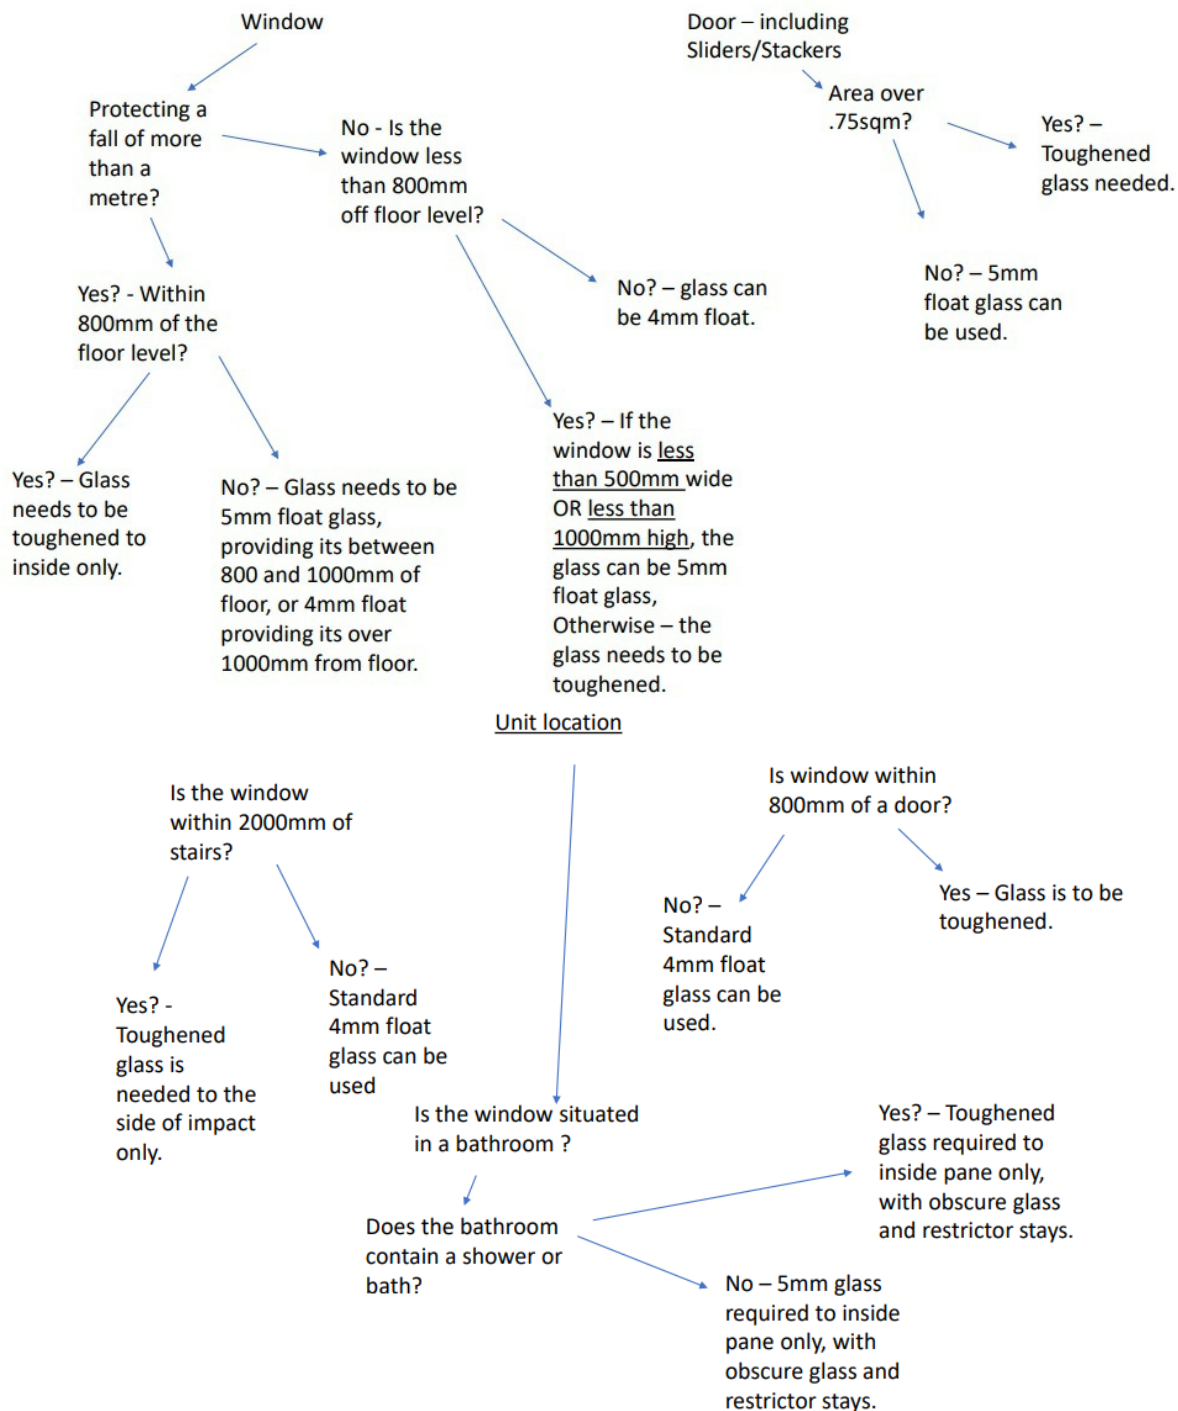 Window
Door – including
Sliders/Stackers
Protecting a
fall of more
than a
metre?
No - Is the
window less
than 800mm
off floor level?
Area over
.75sqm?
Yes? –
Toughened
glass needed.
No? – 5mm
float glass can
be used.
No? – glass can
be 4mm float.
Yes? - Within
800mm of the
floor level?
Yes? – Glass
needs to be
toughened to
inside only.
No? – Glass needs to be
5mm float glass,
providing its between
800 and 1000mm of
floor, or 4mm float
providing its over
1000mm from floor.
Yes? – If the
window is less
than 500mm wide
OR less than
1000mm high, the
glass can be 5mm
float glass,
Otherwise – the
glass needs to be
toughened.
Unit location
Is the window
within 2000mm of
stairs?
Is window within
800mm of a door?
Yes? -
Toughened
glass is
needed to the
side of impact
only.
No? –
Standard
4mm float
glass can be
used
No? –
Standard
4mm float
glass can be
used.
Yes – Glass is to be
toughened.
Is the window situated
in a bathroom ?
Does the bathroom
contain a shower or
bath?
Yes? – Toughened
glass required to
inside pane only,
with obscure glass
and restrictor stays.
No – 5mm glass
required to inside
pane only, with
obscure glass and
restrictor stays.